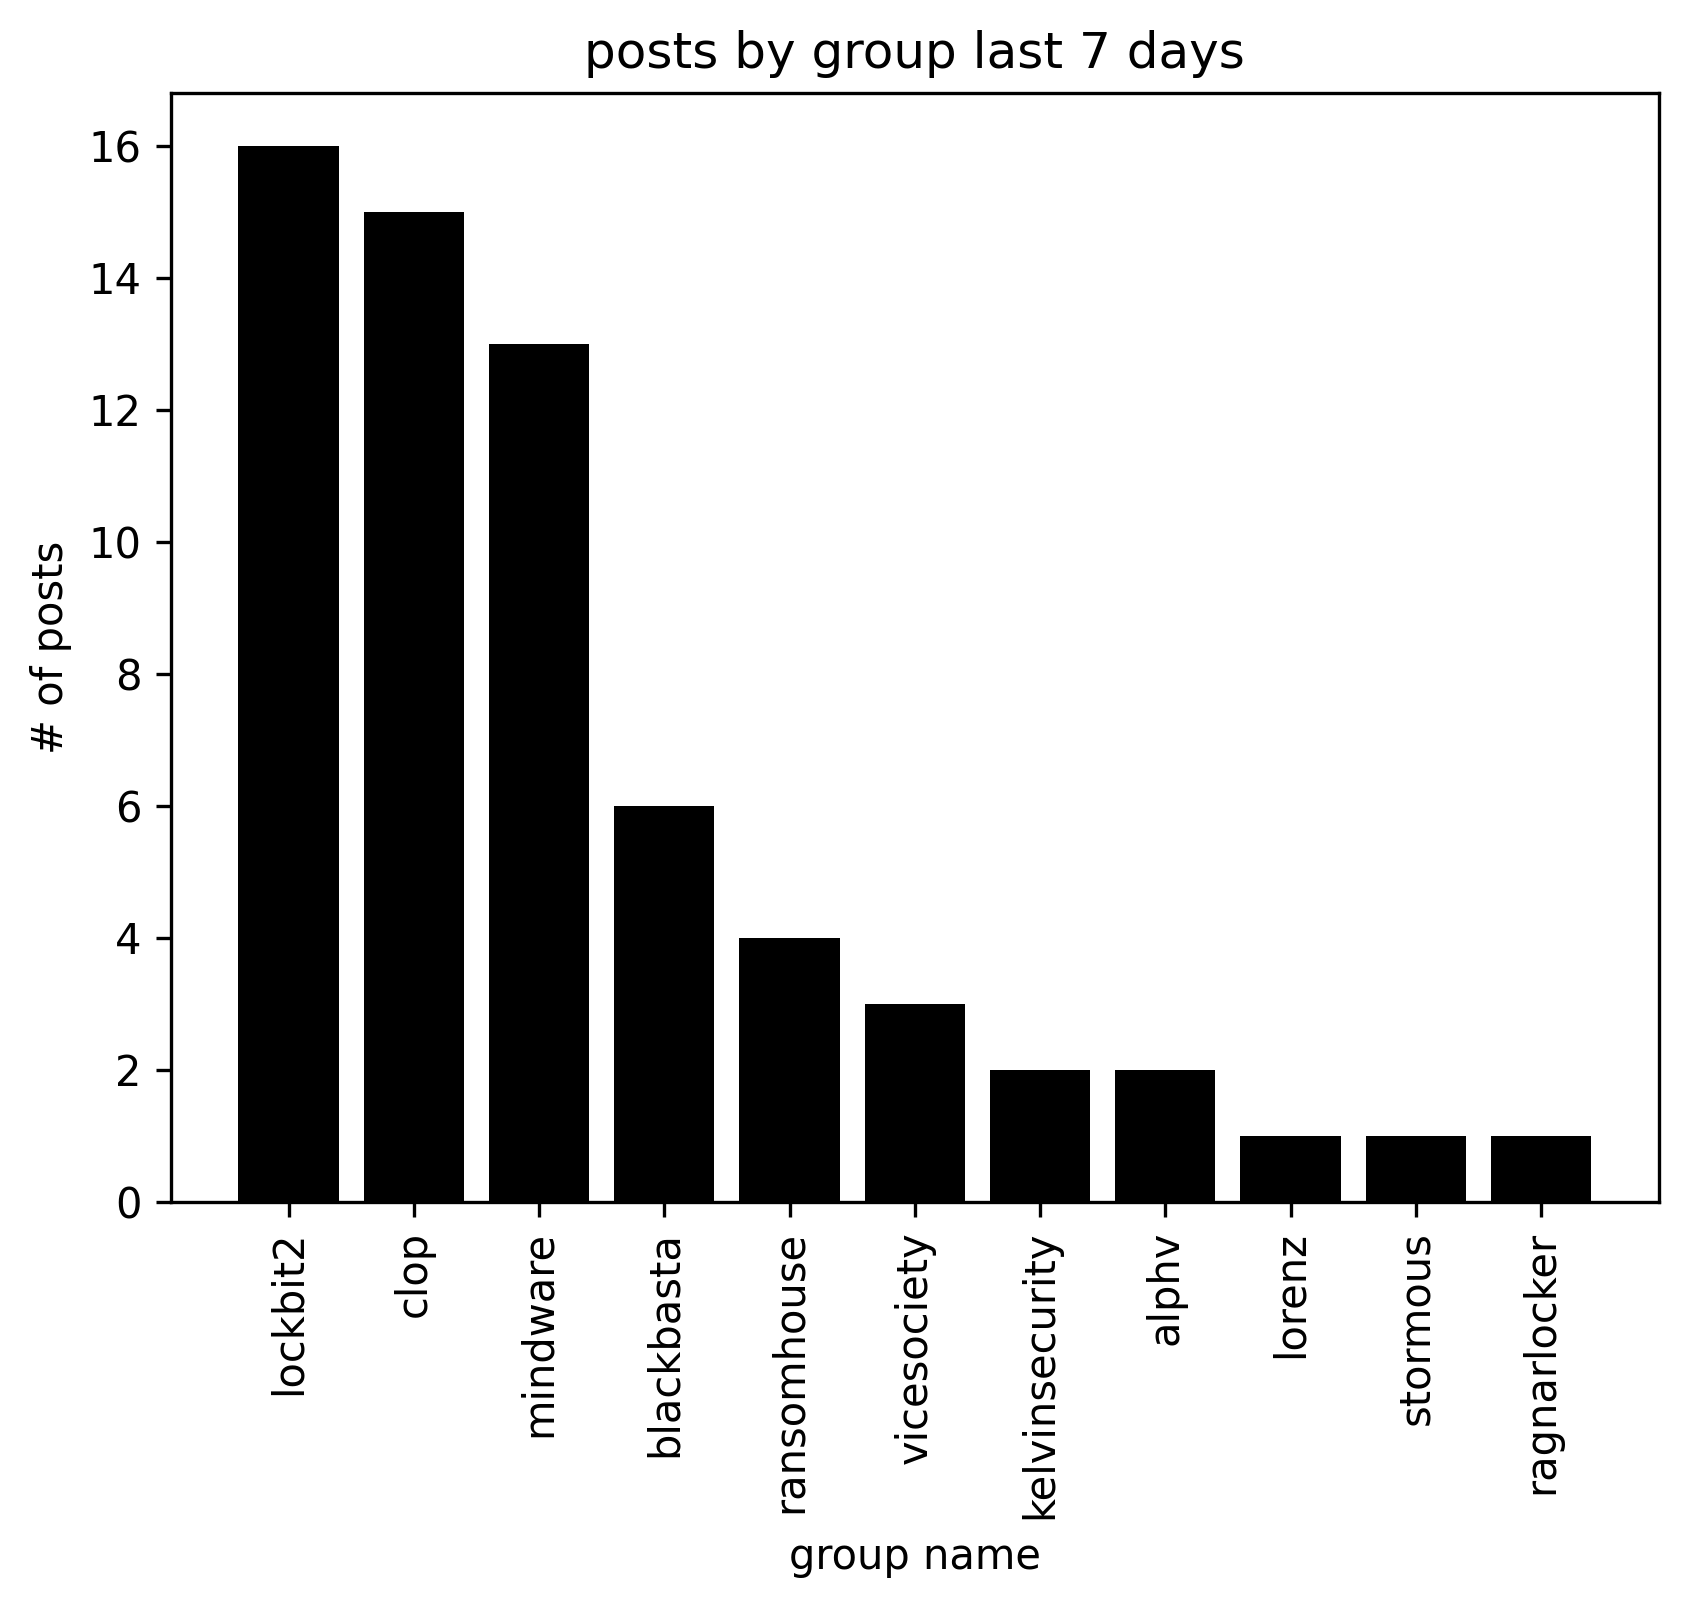 posts by group last 7 days
16
14
12
10
8
6
4
2
0
# of posts
lockbit2
clop
mindware
blackbasta
ransomhouse
vicesociety
kelvinsecurity
alphv
lorenz
stormous
ragnarlocker
group name